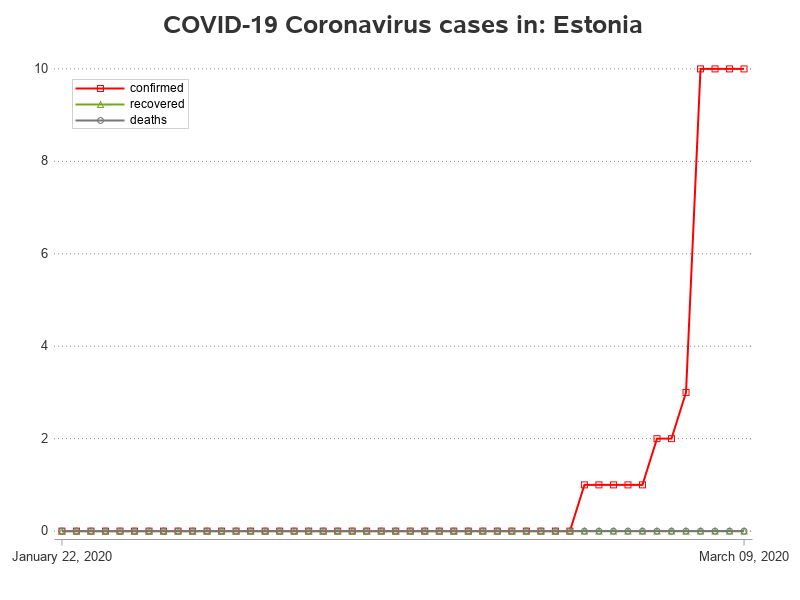 COVID-19 Coronavirus cases in: Estonia
10
confirmed
recovered
deaths
8
6
4
2
0
January 22, 2020
March 09, 2020